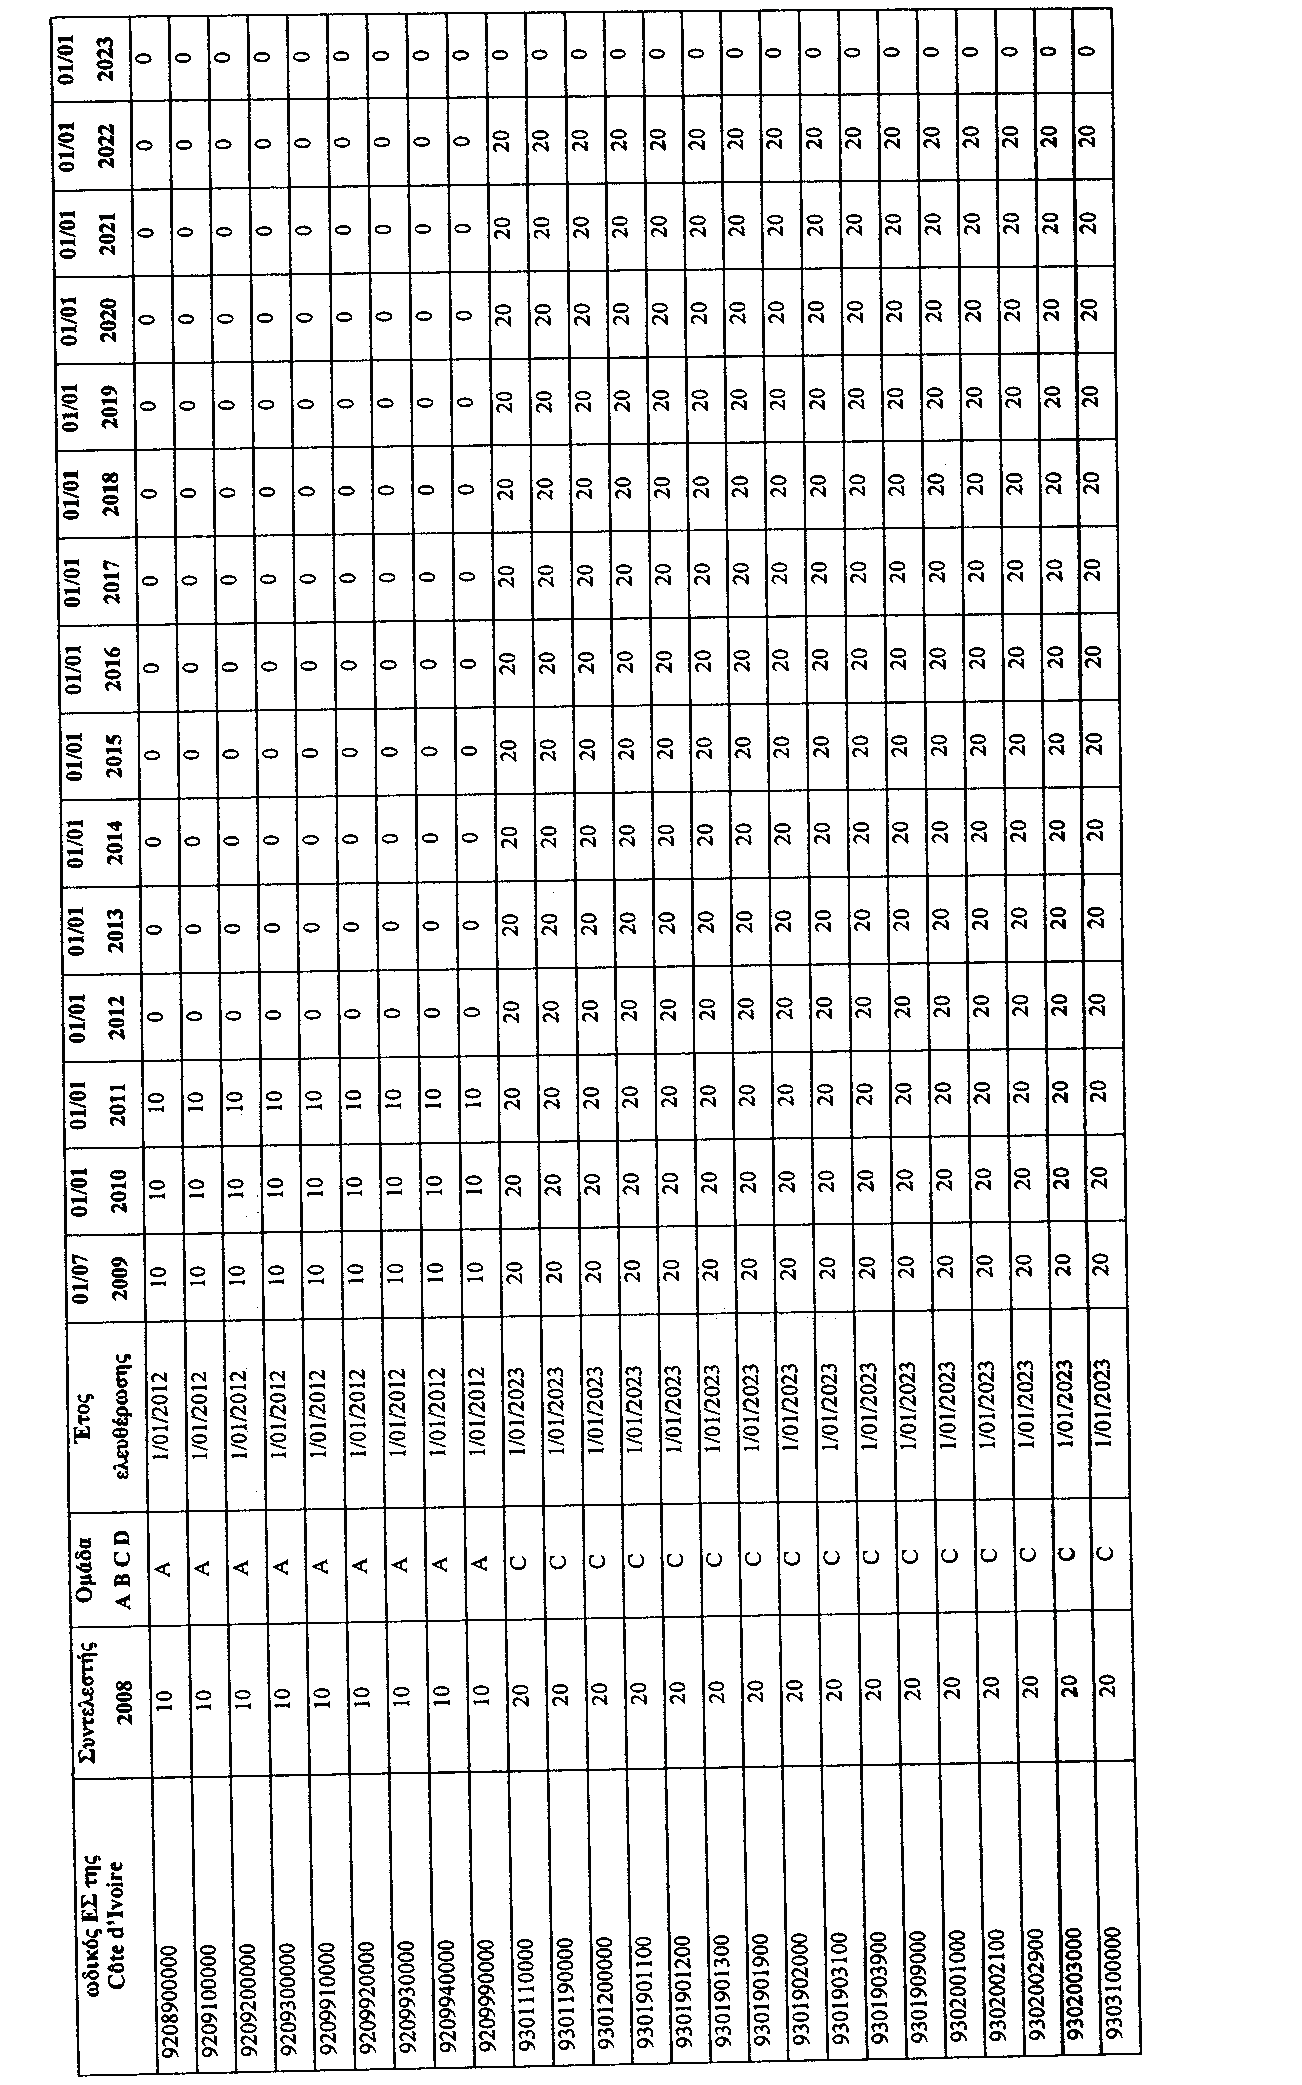 ωδικός ΕΣ της Συντελεστής Ομάδα Έτος 01/07 01/01 01/01 01/01 01/01 01/01 01/01 01/01 01/01 01/01 01/01 01/01 01/01 01/01 01/01
Côte d'Ivoire 2008 A B C D ελευθέρωσης 2009 2010 2011 2012 2013 2014 2015 2016 2017 2018 2019 2020 2021 2022 2023
9208900000 10 A 1/01/2012 10 10 10 0 0 0 0 0 0 0 0 0 0 0 0
9209100000 10 A 1/01/2012 10 10 10 0 0 0 0 0 0 0 0 0 0 0 0
9209200000 10 A 1/01/2012 10 10 10 0 0 0 0 0 0 0 0 0 0 0 0
9209300000 10 A 1/01/2012 10 10 10 0 0 0 0 0 0 0 0 0 0 0 0
9209910000 10 A 1/01/2012 10 10 10 0 0 0 0 0 0 0 0 0 0 0 0
9209920000 10 A 1/01/2012 10 10 10 0 0 0 0 0 0 0 0 0 0 0 0
9209930000 10 A 1/01/2012 10 10 10 0 0 0 0 0 0 0 0 0 0 0 0
9209940000 10 A 1/01/2012 10 10 10 0 0 0 0 0 0 0 0 0 0 0 0
9209990000 10 A 1/01/2012 10 10 10 0 0 0 0 0 0 0 0 0 0 0 0
9301110000 20 C 1/01/2023 20 20 20 20 20 20 20 20 20 20 20 20 20 20 0
9301190000 20 C 1/01/2023 20 20 20 20 20 20 20 20 20 20 20 20 20 20 0
9301200000 20 C 1/01/2023 20 20 20 20 20 20 20 20 20 20 20 20 20 20 0
9301901100 20 C 1/01/2023 20 20 20 20 20 20 20 20 20 20 20 20 20 20 0
9301901200 20 C 1/01/2023 20 20 20 20 20 20 20 20 20 20 20 20 20 20 0
9301901300 20 C 1/01/2023 20 20 20 20 20 20 20 20 20 20 20 20 20 20 0
9301901900 20 C 1/01/2023 20 20 20 20 20 20 20 20 20 20 20 20 20 20 0
9301902000 20 C 1/01/2023 20 20 20 20 20 20 20 20 20 20 20 20 20 20 0
9301903100 20 C 1/01/2023 20 20 20 20 20 20 20 20 20 20 20 20 20 20 0
9301903900 20 C 1/01/2023 20 20 20 20 20 20 20 20 20 20 20 20 20 20 0
9301909000 20 C 1/01/2023 20 20 20 20 20 20 20 20 20 20 20 20 20 20 0
9302001000 20 C 1/01/2023 20 20 20 20 20 20 20 20 20 20 20 20 20 20 0
9302002100 20 C 1/01/2023 20 20 20 20 20 20 20 20 20 20 20 20 20 20 0
9302002900 20 C 1/01/2023 20 20 20 20 20 20 20 20 20 20 20 20 20 20 0
9302003000 20 C 1/01/2023 20 20 20 20 20 20 20 20 20 20 20 20 20 20 0
9303100000 20 C 1/01/2023 20 20 20 20 20 20 20 20 20 20 20 20 20 20 0